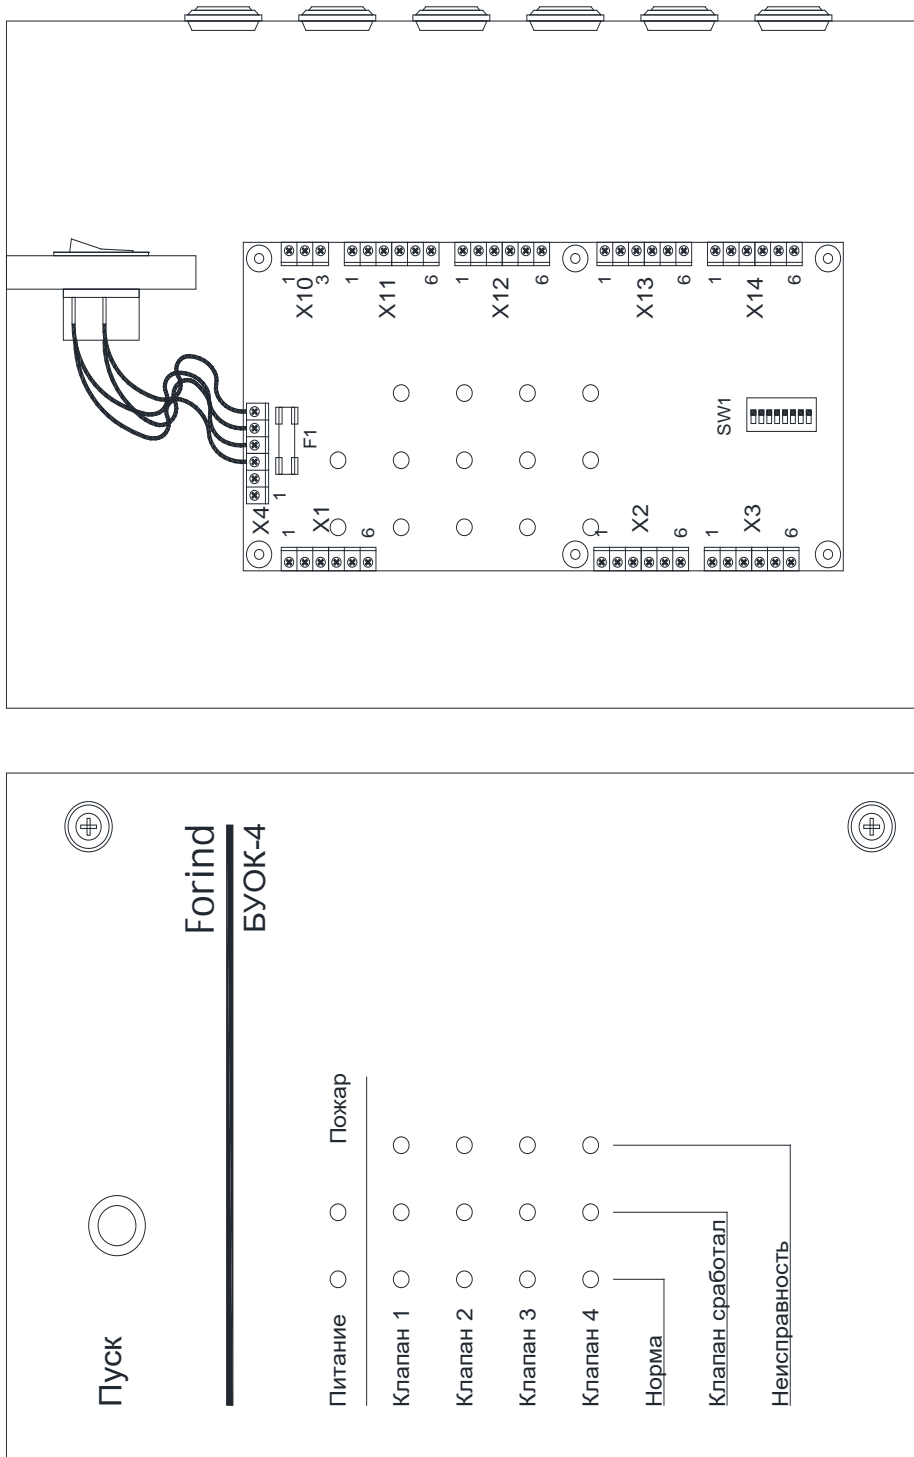 X4
1
F1
X1
1
6
X10
1
3
X11
1
6
X12
1
6
X13
1
6
X14
1
6
SW1
X2
1
6
X3
1
6
Forind
БУОК-4
Пуск
Питание
Пожар
Клапан 1
Клапан 2
Клапан 3
Клапан 4
Норма
Клапан сработал
Неисправность